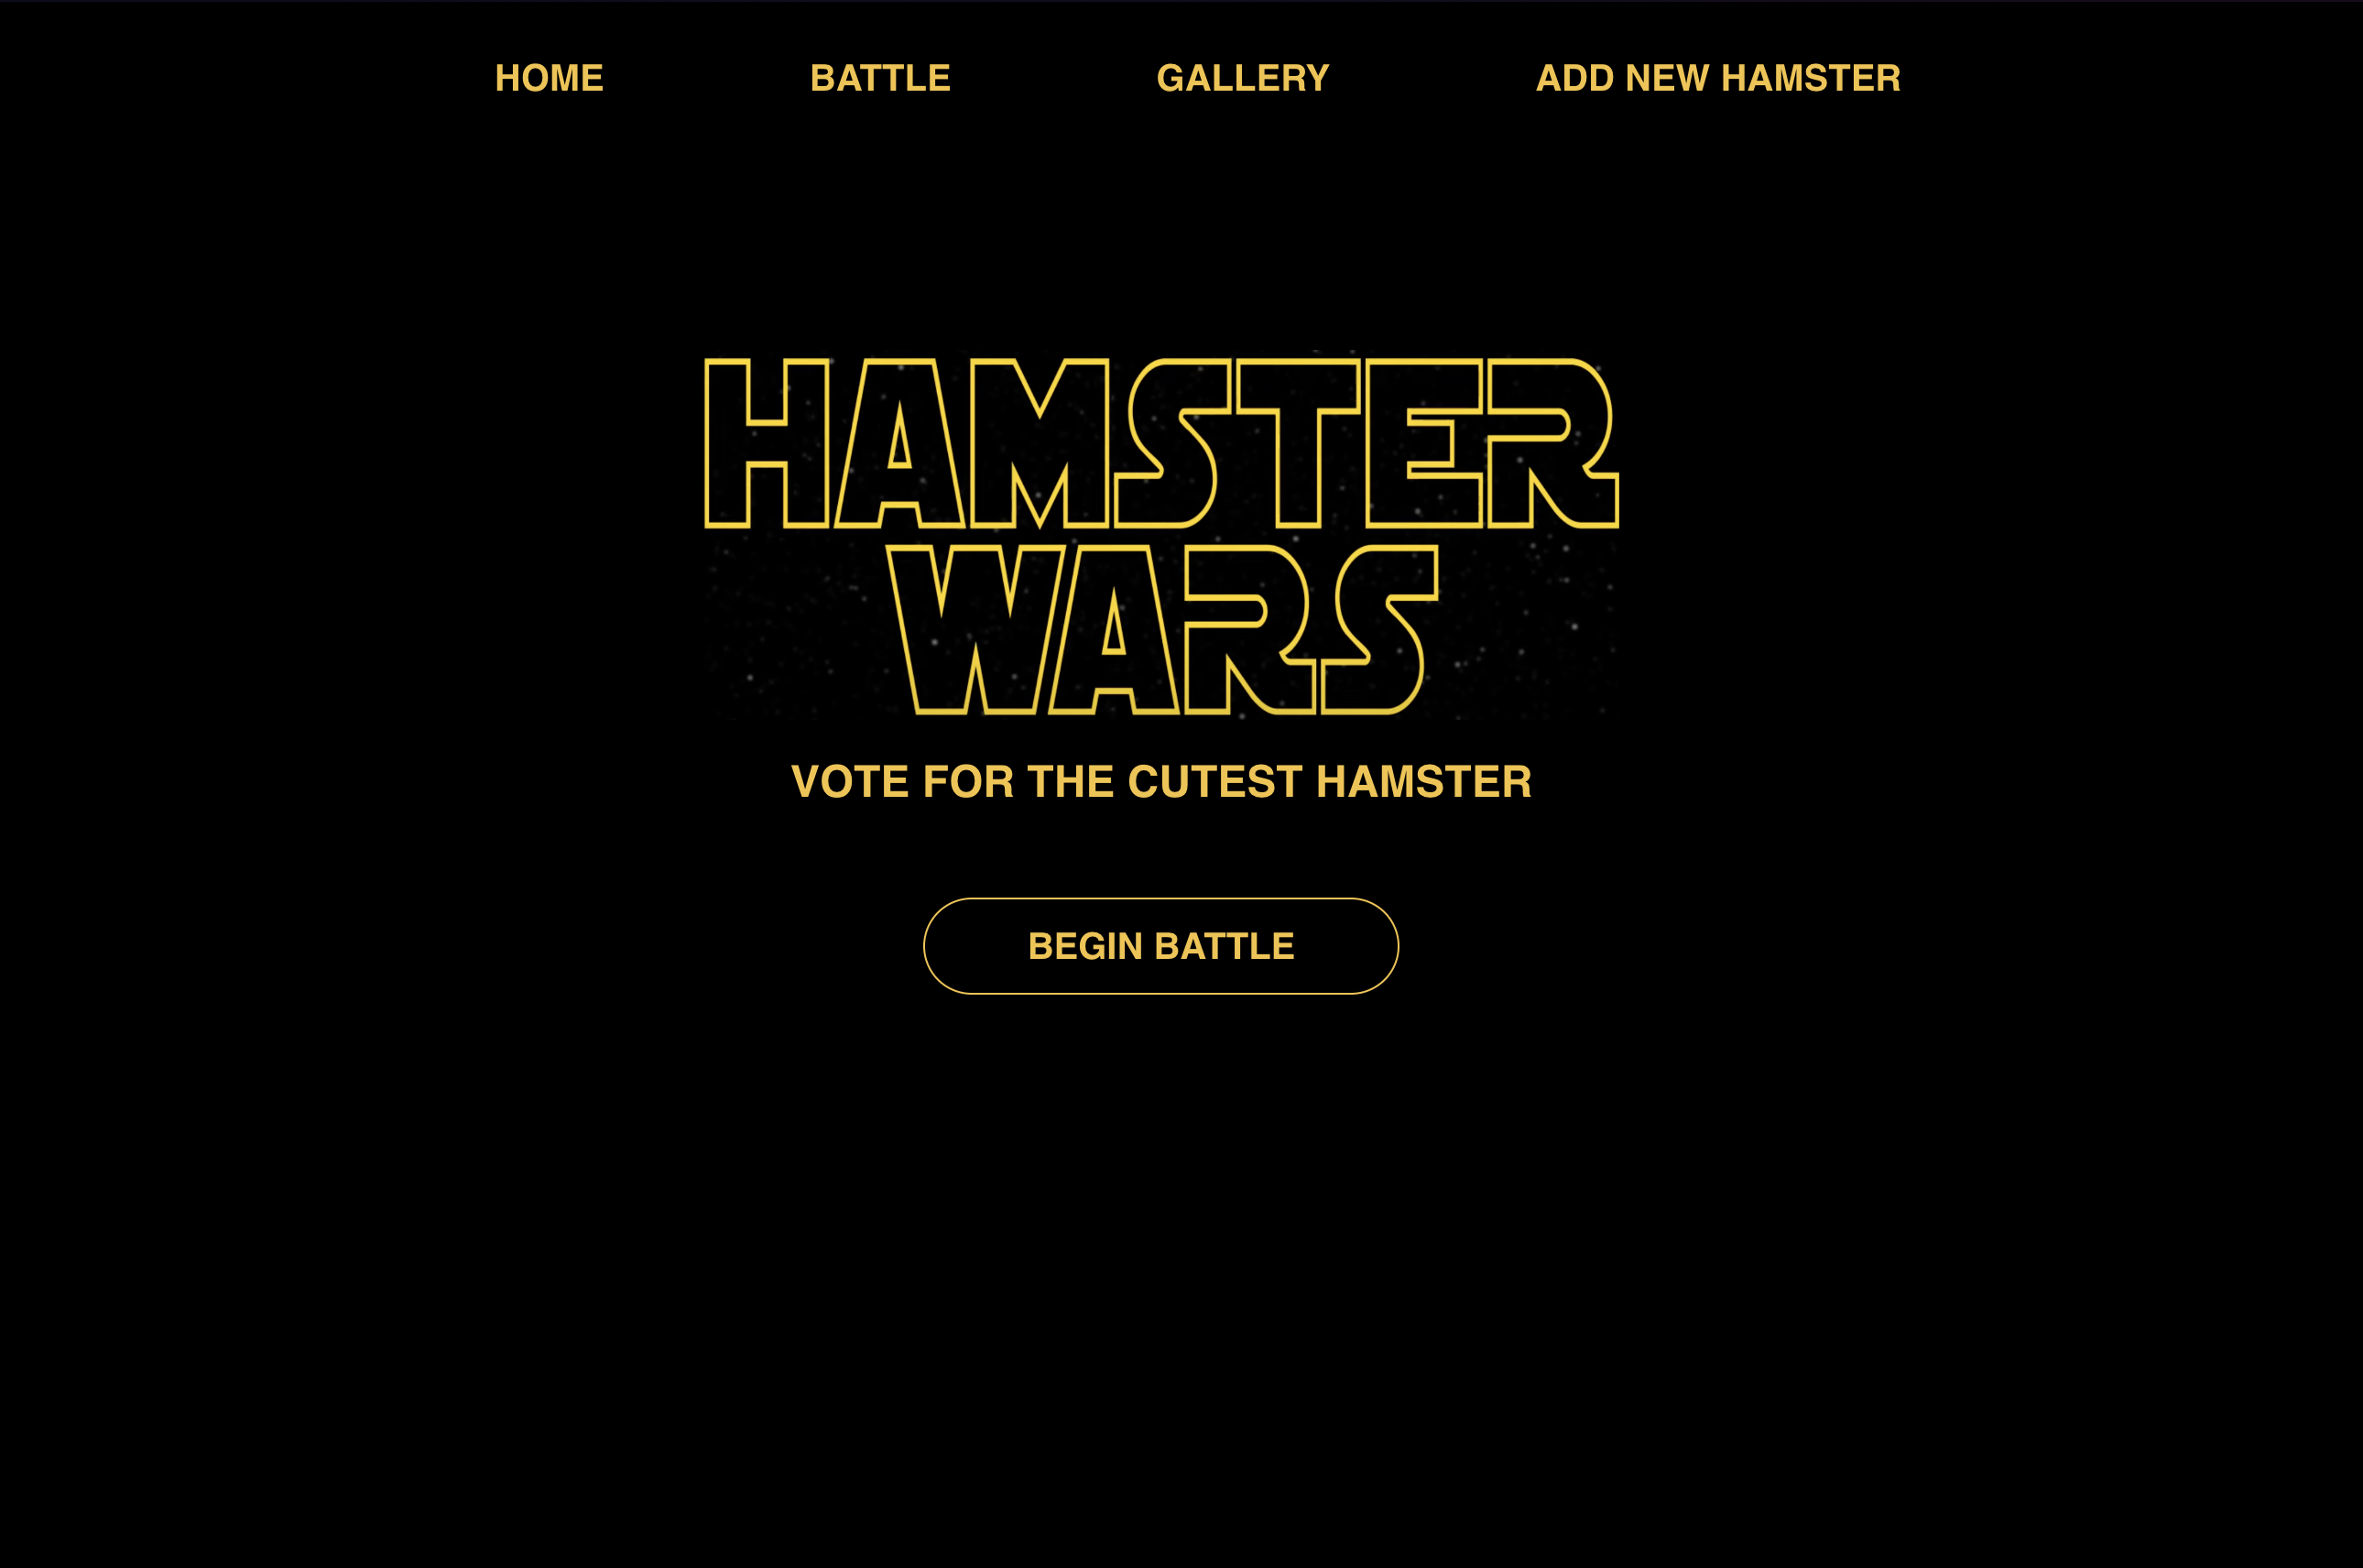 HOME BATTLE GALLERY ADD NEW HAMSTER
HAMSTER
WARS
VOTE FOR THE CUTEST HAMSTER
BEGIN BATTLE